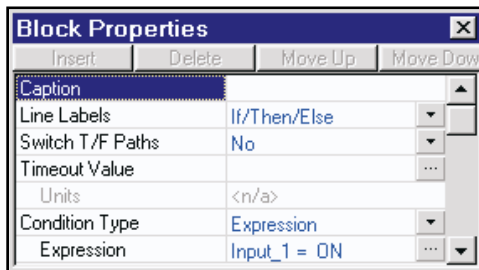 Block Properties
Insert Delete Move Up Move Dow
Caption
Line Labels If/Then/Else
Switch T/F Paths No
Timeout Value ...
Units <n/a>
Condition Type Expression
Expression Input_1 = ON ...